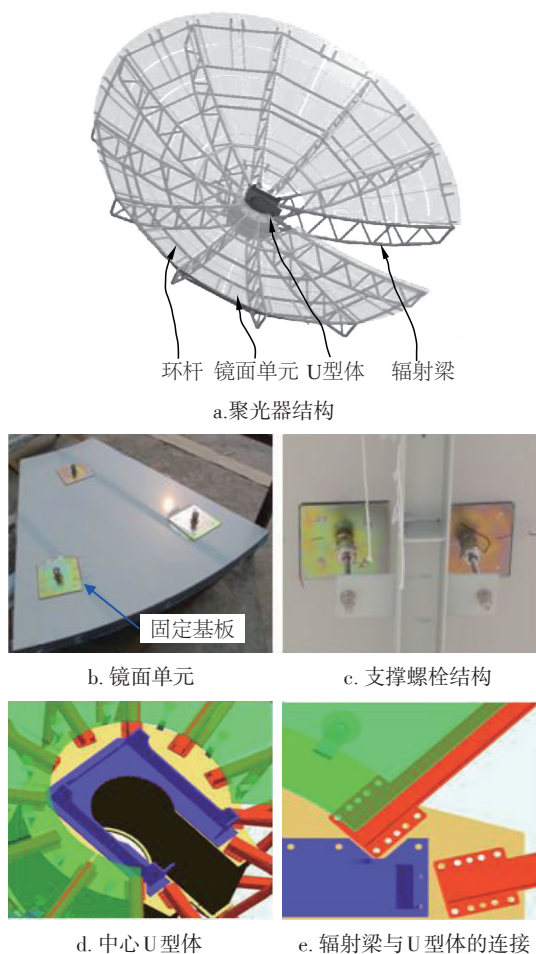 环杆 镜面单元 U型体 辐射梁
a.聚光器结构
固定基板
b. 镜面单元
c. 支撑螺栓结构
d. 中心U型体
e. 辐射梁与U型体的连接